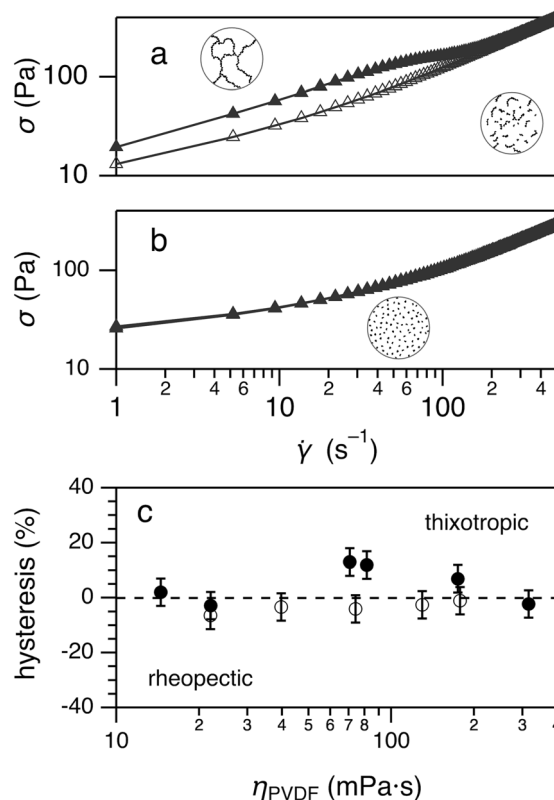 a
σ (Pa)
100
10
b
σ (Pa)
100
10
1 2 4 6 10 2 4 6 100 2 4
γ̇ (s⁻¹)
c
hysteresis (%)
40
20
0
-20
-40
thixotropic
rheopectic
10 2 3 4 5 6 7 8 100 2 3 4
η_PVDF (mPa·s)